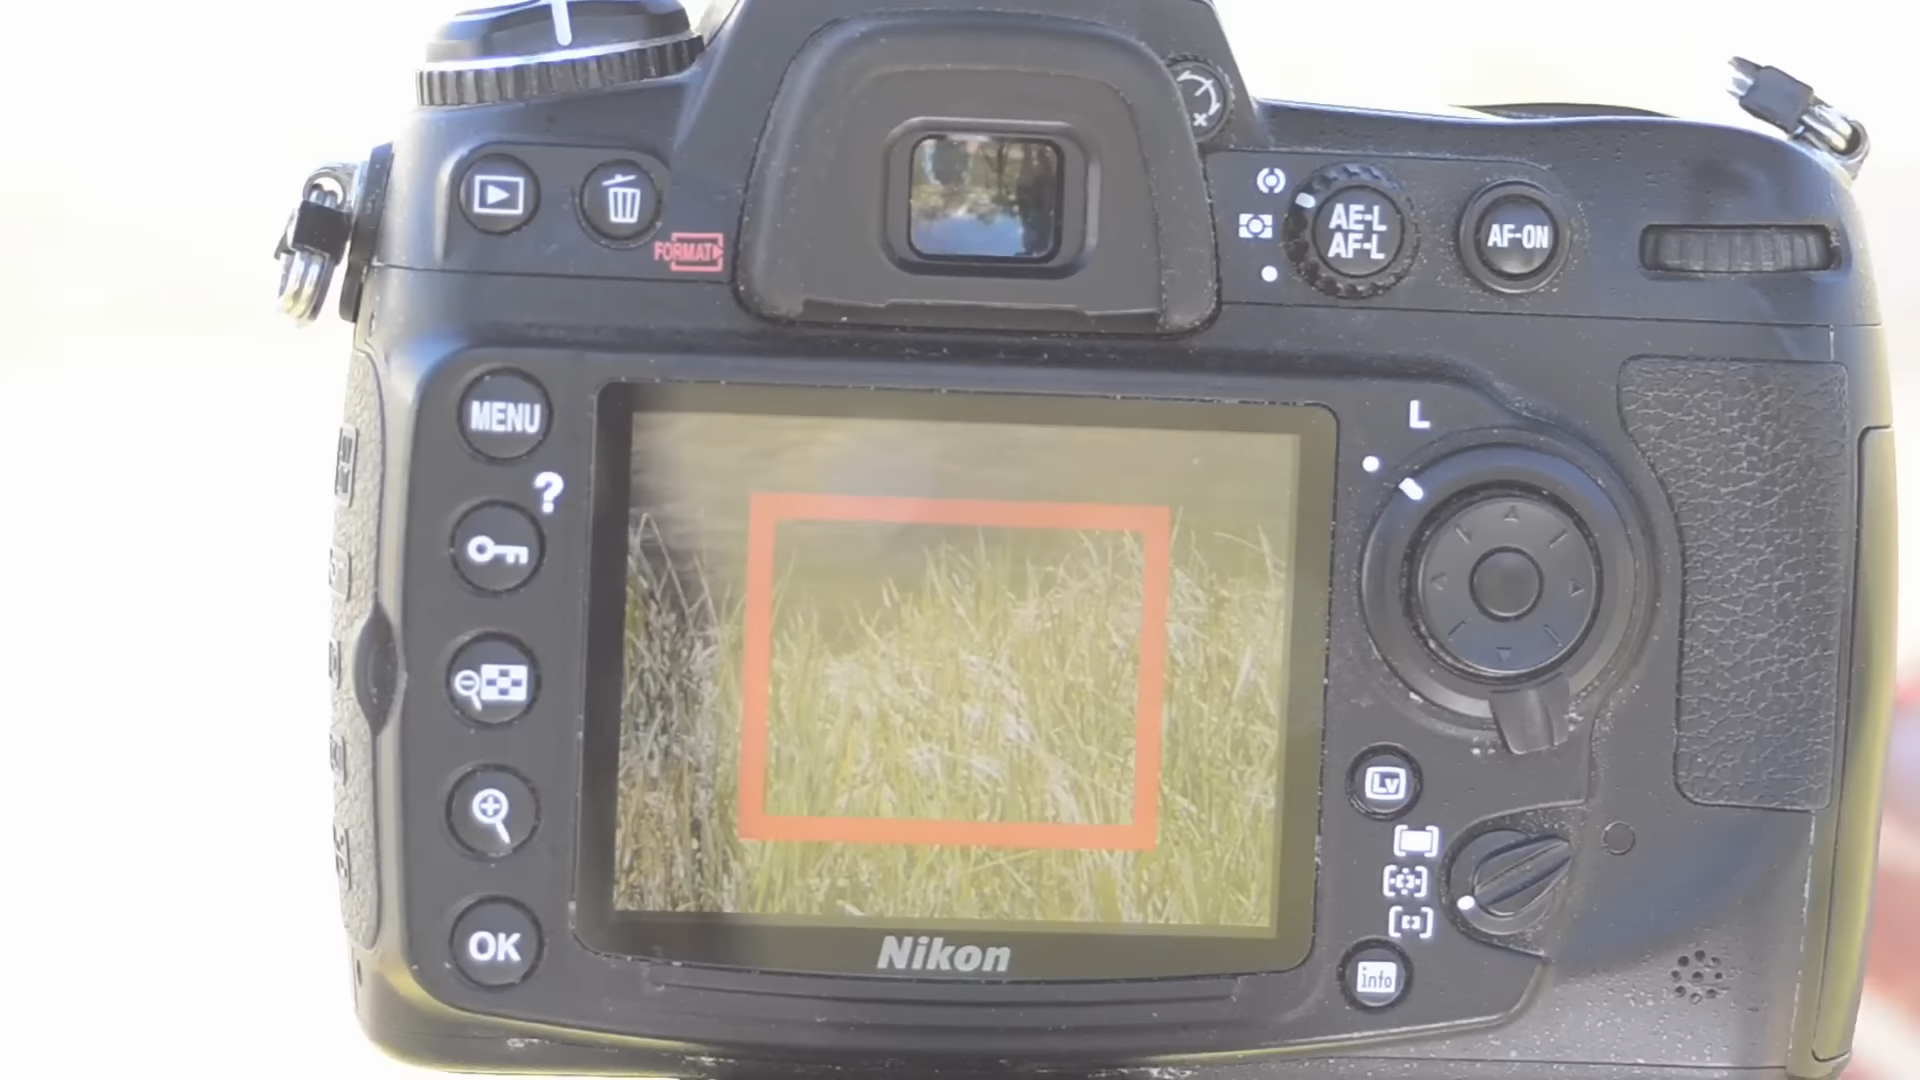 FORMAT
AE-L
AF-L
AF-ON
MENU
?
L
Lv
OK
Nikon
info